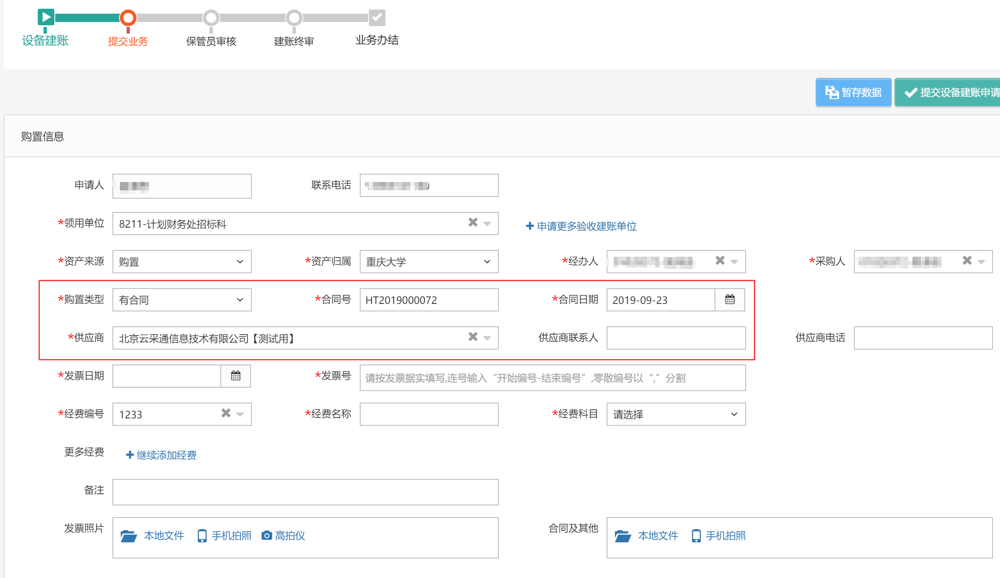 设备建账 提交业务 保管员审核 建账终审 业务办结
暂存数据 提交设备建账申请
购置信息
申请人 联系电话
*领用单位 8211-计划财务处招标科 申请更多验收建账单位
*资产来源 购置 *资产归属 重庆大学 *经办人 *采购人
*购置类型 有合同 *合同号 HT2019000072 *合同日期 2019-09-23
*供应商 北京云采通信息技术有限公司【测试用】 供应商联系人 供应商电话
*发票日期 *发票号 请按发票据实填写,连号输入“开始编号-结束编号”,零散编号以“,”分割
*经费编号 1233 *经费名称 *经费科目 请选择
更多经费 继续添加经费
备注
发票照片 本地文件 手机拍照 高拍仪 合同及其他 本地文件 手机拍照